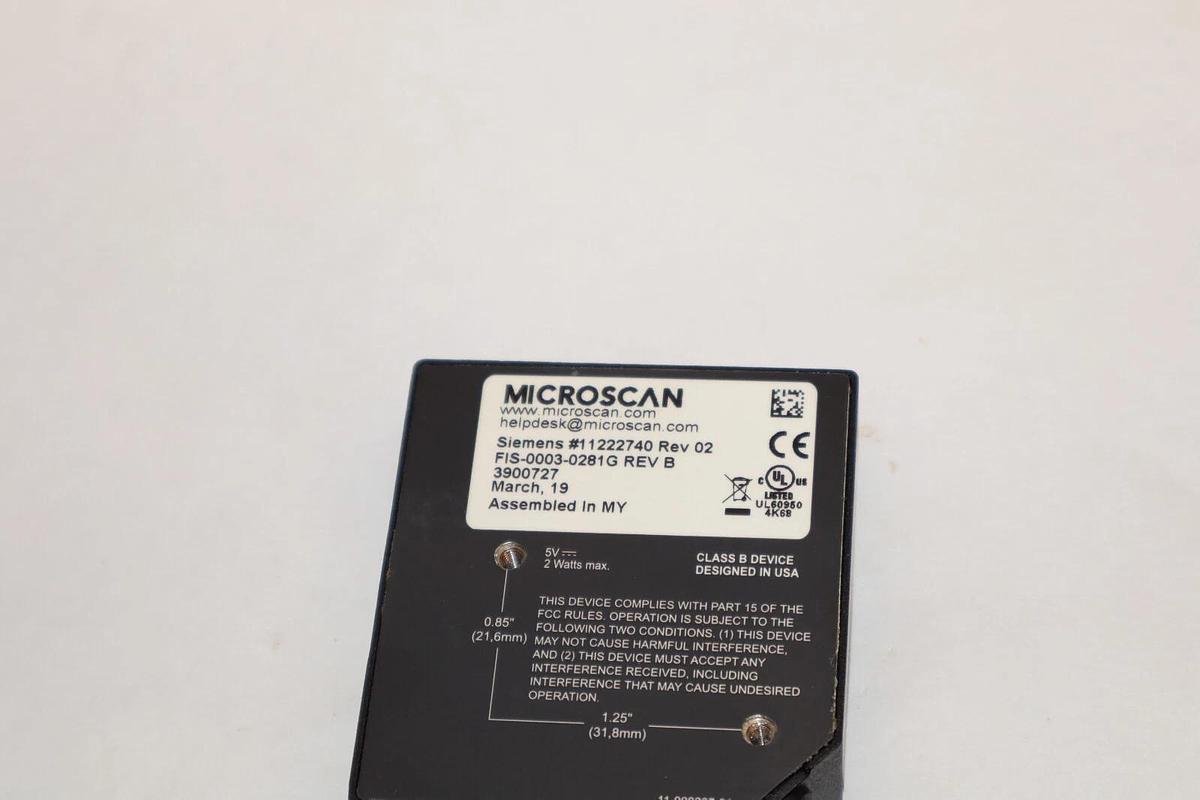 MICROSCAN
www.microscan.com
helpdesk@microscan.com
Siemens #11222740 Rev 02
FIS-0003-0281G REV B
3900727
March, 19
Assembled In MY
CE
C UL US
LISTED
UL60950
4K68
5V
2 Watts max.
CLASS B DEVICE
DESIGNED IN USA
0.85"
(21,6mm)
THIS DEVICE COMPLIES WITH PART 15 OF THE
FCC RULES. OPERATION IS SUBJECT TO THE
FOLLOWING TWO CONDITIONS. (1) THIS DEVICE
MAY NOT CAUSE HARMFUL INTERFERENCE,
AND (2) THIS DEVICE MUST ACCEPT ANY
INTERFERENCE RECEIVED, INCLUDING
INTERFERENCE THAT MAY CAUSE UNDESIRED
OPERATION.
1.25"
(31,8mm)